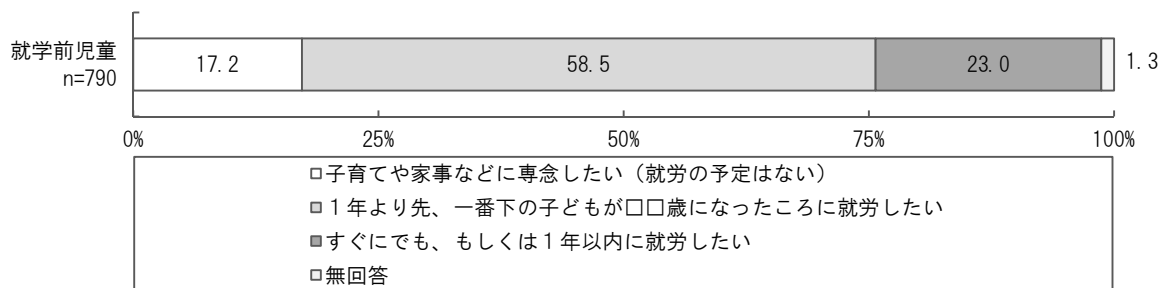 就学前児童
n=790
17.2
58.5
23.0
1.3
0%
25%
50%
75%
100%
□子育てや家事などに専念したい（就労の予定はない）
１年より先、一番下の子どもが□□歳になったころに就労したい
すぐにでも、もしくは１年以内に就労したい
無回答